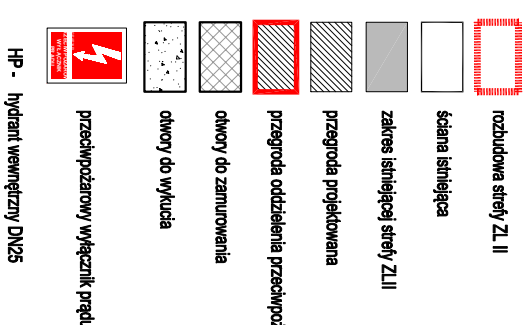 rozbudowa strefy ZL II
ściana istniejąca
zakres istniejącej strefy ZLII
przegroda projektowana
przegroda oddzielenia przeciwpoż
otwory do zamurowania
otwory do wykucia
przeciwpożarowy wyłącznik prądu
HP - hydrant wewnętrzny DN25